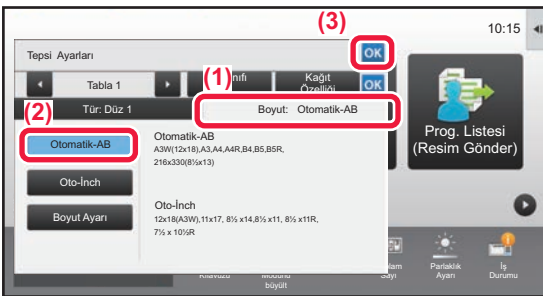 (3)
10:15
Tepsi Ayarları
OK
Tabla 1
(1)
Kağıt
Özelliği
OK
(2)
Tür: Düz 1
Boyut: Otomatik-AB
Otomatik-AB
Otomatik-AB
A3W(12x18),A3,A4,A4R,B4,B5,B5R,
216x330(8½x13)
Oto-İnch
Oto-İnch
12x18(A3W),11x17, 8½ x14,8½ x11, 8½ x11R,
7½ x 10½R
Boyut Ayarı
Prog. Listesi
(Resim Gönder)
büyült
Sayı
Parlaklık
Ayarı
İş
Durumu